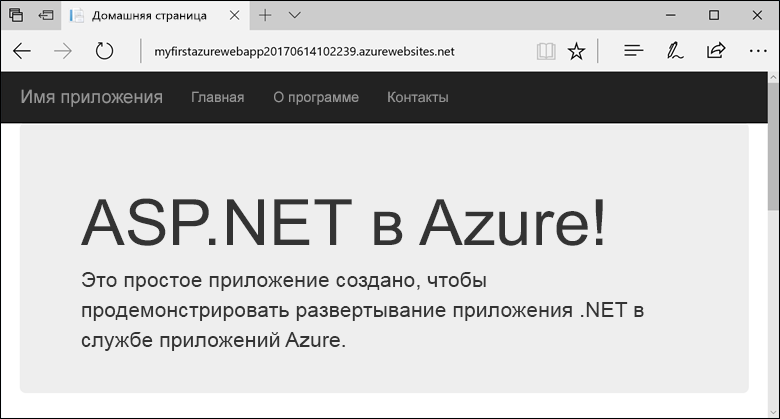 Домашняя страница
myfirstazurewebapp20170614102239.azurewebsites.net
Имя приложения Главная О программе Контакты
ASP.NET в Azure!
Это простое приложение создано, чтобы
продемонстрировать развертывание приложения .NET в
службе приложений Azure.